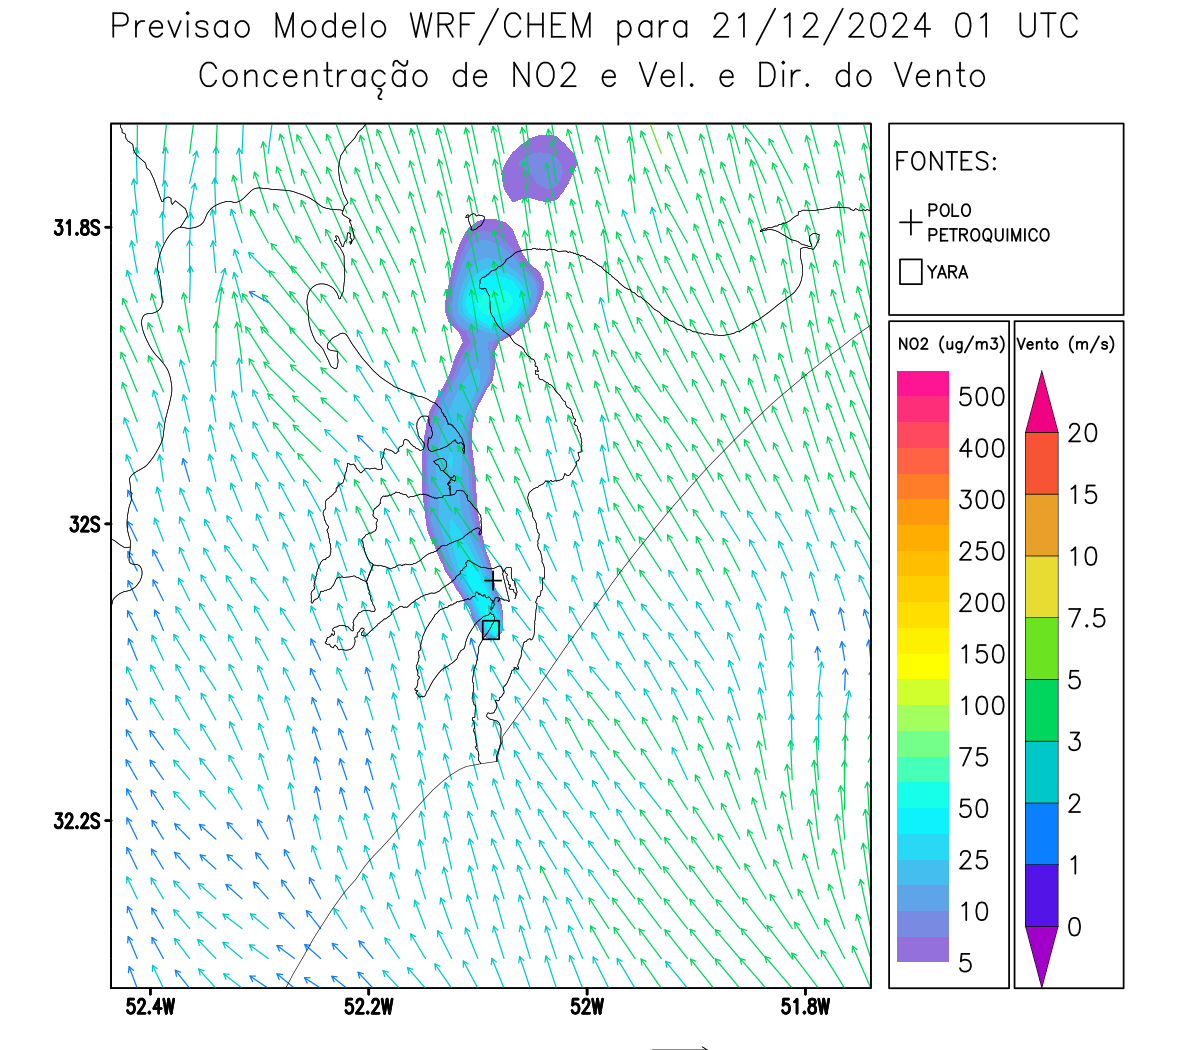 Previsao Modelo WRF/CHEM para 21/12/2024 01 UTC
Concentração de NO2 e Vel. e Dir. do Vento
FONTES:
POLO
PETROQUIMICO
YARA
NO2 (ug/m3)
500
400
300
250
200
150
100
75
50
25
10
5
Vento (m/s)
20
15
10
7.5
5
3
2
1
0
31.8S
32S
32.2S
52.4W
52.2W
52W
51.8W